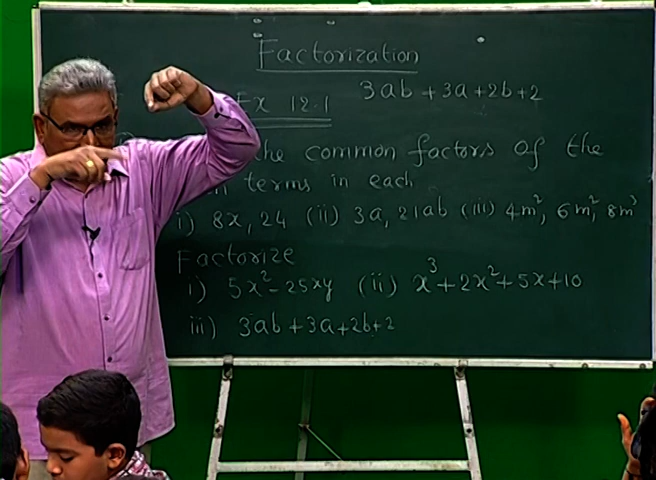 Factorization
Ex 12.1 3ab + 3a + 2b + 2
the common factors of the
terms in each
i) 8x, 24 (ii) 3a, 21ab (iii) 4m², 6m², 8m³
Factorize
i) 5x² - 25xy (ii) x³ + 2x² + 5x + 10
iii) 3ab + 3a + 2b + 2